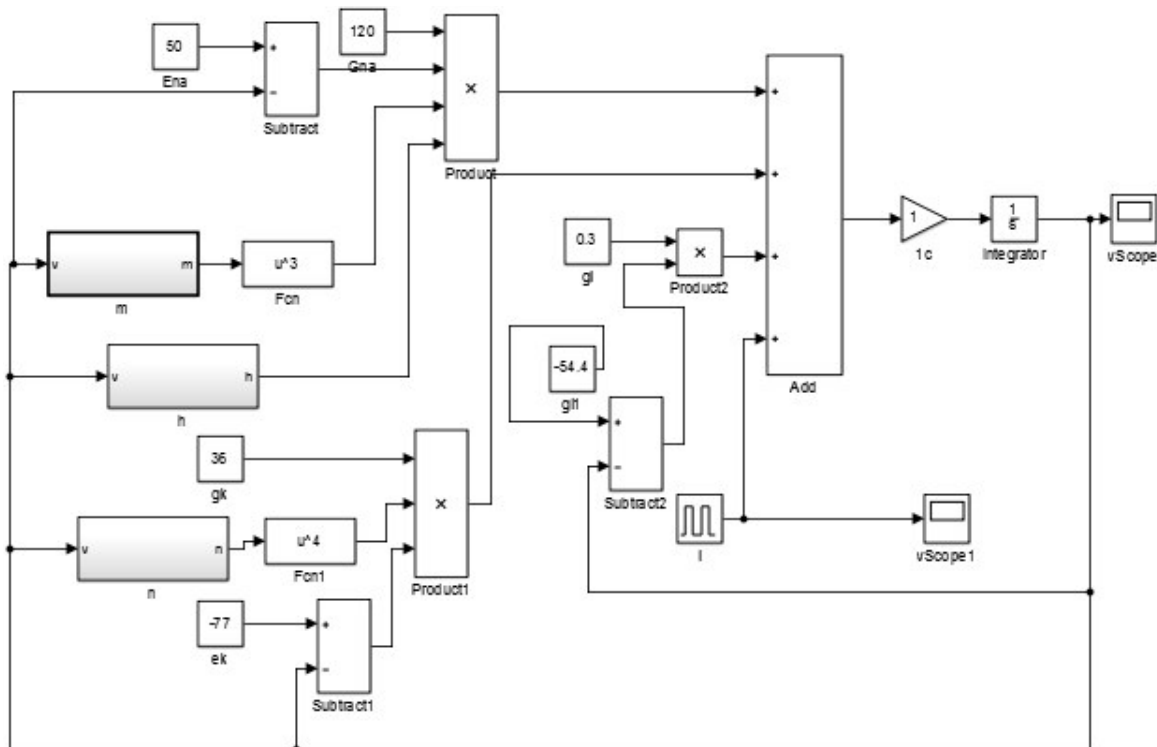 50
+
−
Ena
Subtract
120
Gna
×
Product
v
m
m
u^3
Fcn
v
h
h
36
gk
v
n
n
u^4
Fcn1
×
Product1
-77
ek
+
−
Subtract1
0.3
gl
×
Product2
-54.4
gl1
+
−
Subtract2
I
+
+
+
+
Add
1
1c
1
s
Integrator
vScope
vScope1